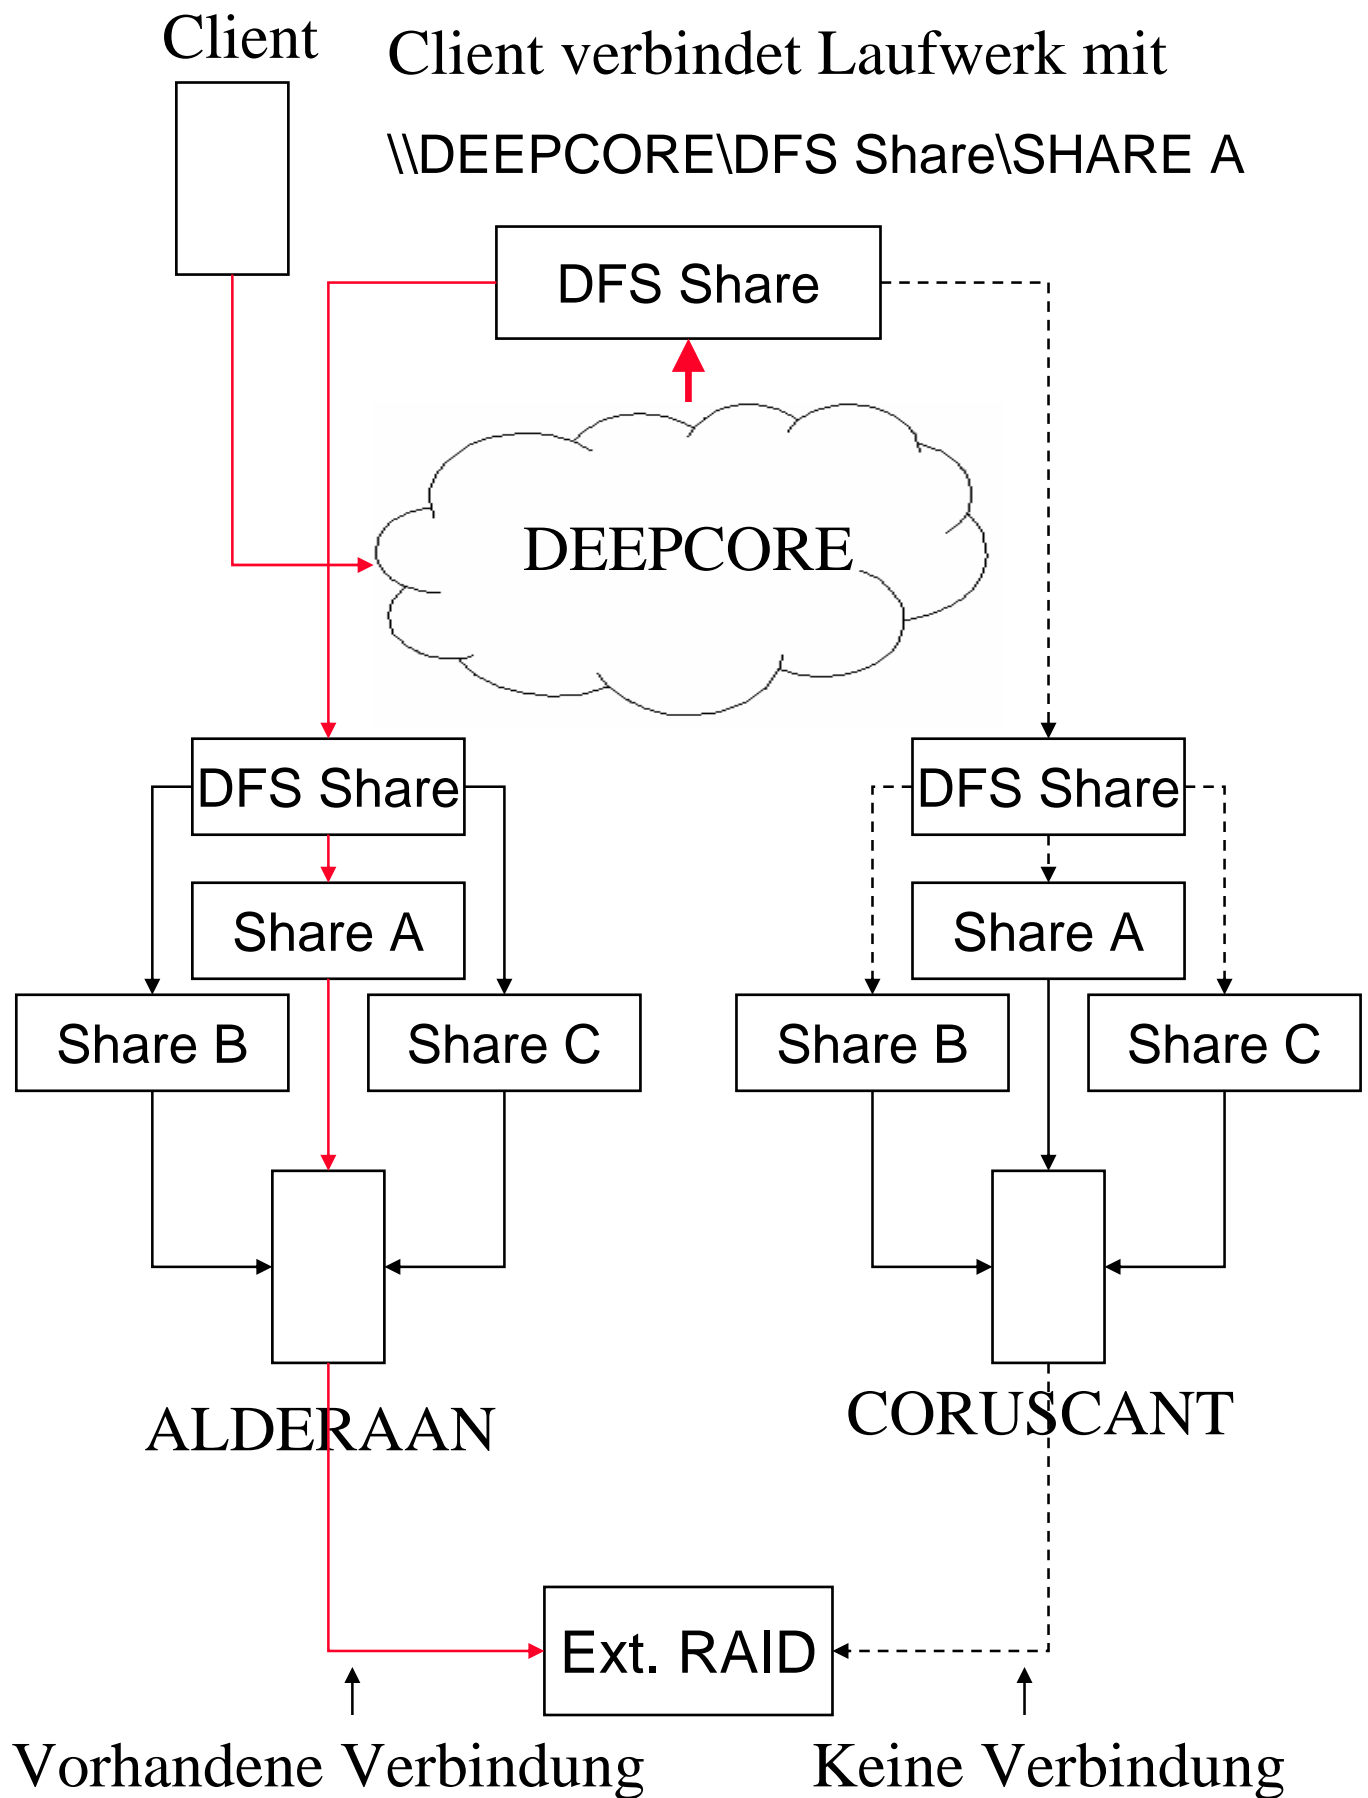 Client
Client verbindet Laufwerk mit
\\DEEPCORE\DFS Share\SHARE A
DFS Share
DEEPCORE
DFS Share
DFS Share
Share A
Share A
Share B
Share C
Share B
Share C
ALDERAAN
CORUSCANT
Ext. RAID
Vorhandene Verbindung
Keine Verbindung